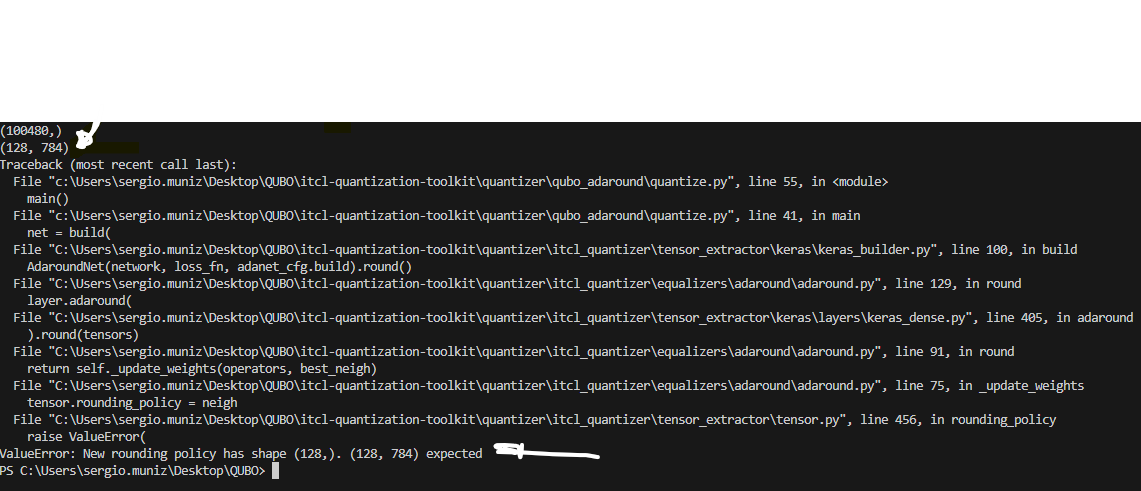 (100480,)
(128, 784)
Traceback (most recent call last):
  File "c:\Users\sergio.muniz\Desktop\QUBO\itcl-quantization-toolkit\quantizer\qubo_adaround\quantize.py", line 55, in <module>
    main()
  File "c:\Users\sergio.muniz\Desktop\QUBO\itcl-quantization-toolkit\quantizer\qubo_adaround\quantize.py", line 41, in main
    net = build(
  File "C:\Users\sergio.muniz\Desktop\QUBO\itcl-quantization-toolkit\quantizer\itcl_quantizer\tensor_extractor\keras\keras_builder.py", line 100, in build
    AdaroundNet(network, loss_fn, adanet_cfg.build).round()
  File "C:\Users\sergio.muniz\Desktop\QUBO\itcl-quantization-toolkit\quantizer\itcl_quantizer\equalizers\adaround\adaround.py", line 129, in round
    layer.adaround(
  File "C:\Users\sergio.muniz\Desktop\QUBO\itcl-quantization-toolkit\quantizer\itcl_quantizer\tensor_extractor\keras\layers\keras_dense.py", line 405, in adaround
    ).round(tensors)
  File "C:\Users\sergio.muniz\Desktop\QUBO\itcl-quantization-toolkit\quantizer\itcl_quantizer\equalizers\adaround\adaround.py", line 91, in round
    return self._update_weights(operators, best_neigh)
  File "C:\Users\sergio.muniz\Desktop\QUBO\itcl-quantization-toolkit\quantizer\itcl_quantizer\equalizers\adaround\adaround.py", line 75, in _update_weights
    tensor.rounding_policy = neigh
  File "C:\Users\sergio.muniz\Desktop\QUBO\itcl-quantization-toolkit\quantizer\itcl_quantizer\tensor_extractor\tensor.py", line 456, in rounding_policy
    raise ValueError(
ValueError: New rounding policy has shape (128,). (128, 784) expected
PS C:\Users\sergio.muniz\Desktop\QUBO>